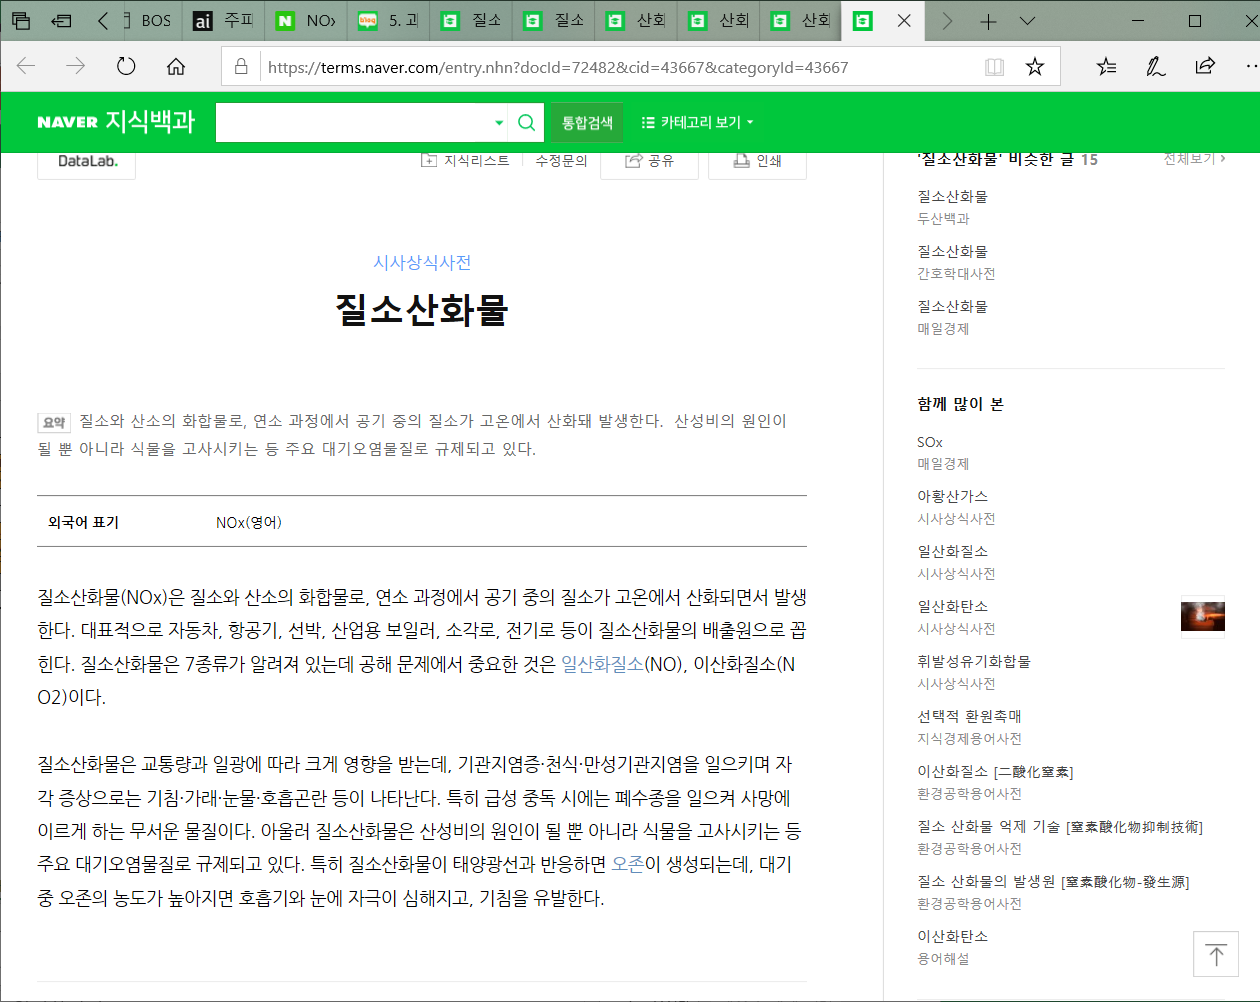 BOS
ai 주피
N NOx
blog 5. 고
질소
질소
산화
산화
산화
https://terms.naver.com/entry.nhn?docId=72482&cid=43667&categoryId=43667
NAVER 지식백과
통합검색
카테고리 보기
DataLab.
지식리스트
수정문의
공유
인쇄
시사상식사전
질소산화물
요약 질소와 산소의 화합물로, 연소 과정에서 공기 중의 질소가 고온에서 산화돼 발생한다. 산성비의 원인이
될 뿐 아니라 식물을 고사시키는 등 주요 대기오염물질로 규제되고 있다.
외국어 표기 NOx(영어)
질소산화물(NOx)은 질소와 산소의 화합물로, 연소 과정에서 공기 중의 질소가 고온에서 산화되면서 발생
한다. 대표적으로 자동차, 항공기, 선박, 산업용 보일러, 소각로, 전기로 등이 질소산화물의 배출원으로 꼽
힌다. 질소산화물은 7종류가 알려져 있는데 공해 문제에서 중요한 것은 일산화질소(NO), 이산화질소(N
O2)이다.
질소산화물은 교통량과 일광에 따라 크게 영향을 받는데, 기관지염증·천식·만성기관지염을 일으키며 자
각 증상으로는 기침·가래·눈물·호흡곤란 등이 나타난다. 특히 급성 중독 시에는 폐수종을 일으켜 사망에
이르게 하는 무서운 물질이다. 아울러 질소산화물은 산성비의 원인이 될 뿐 아니라 식물을 고사시키는 등
주요 대기오염물질로 규제되고 있다. 특히 질소산화물이 태양광선과 반응하면 오존이 생성되는데, 대기
중 오존의 농도가 높아지면 호흡기와 눈에 자극이 심해지고, 기침을 유발한다.
'질소산화물' 비슷한 글 15
전체보기
질소산화물
두산백과
질소산화물
간호학대사전
질소산화물
매일경제
함께 많이 본
SOx
매일경제
아황산가스
시사상식사전
일산화질소
시사상식사전
일산화탄소
시사상식사전
휘발성유기화합물
시사상식사전
선택적 환원촉매
지식경제용어사전
이산화질소 [二酸化窒素]
환경공학용어사전
질소 산화물 억제 기술 [窒素酸化物抑制技術]
환경공학용어사전
질소 산화물의 발생원 [窒素酸化物-發生源]
환경공학용어사전
이산화탄소
용어해설